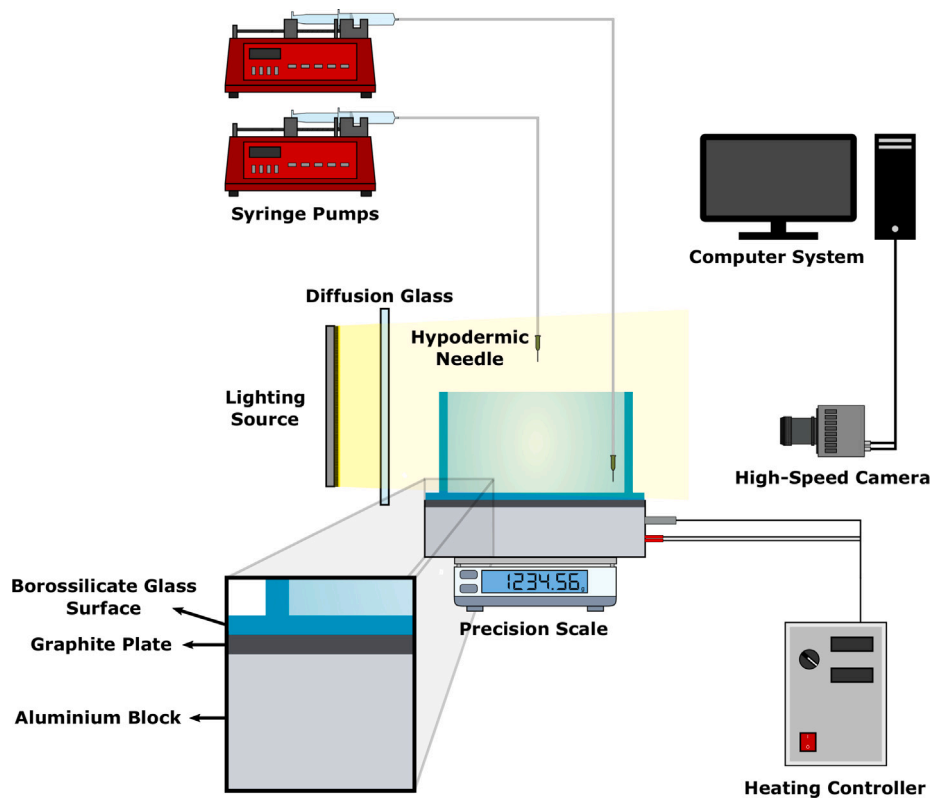 Syringe Pumps
Computer System
Diffusion Glass
Hypodermic
Needle
Lighting
Source
High-Speed Camera
1234.56g
Precision Scale
Borossilicate Glass
Surface
Graphite Plate
Aluminium Block
Heating Controller